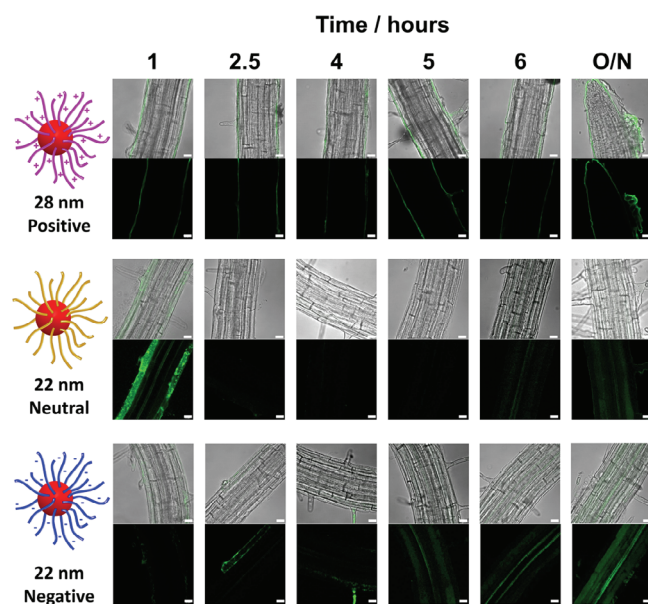 Time / hours
1 2.5 4 5 6 O/N
28 nm
Positive
22 nm
Neutral
22 nm
Negative